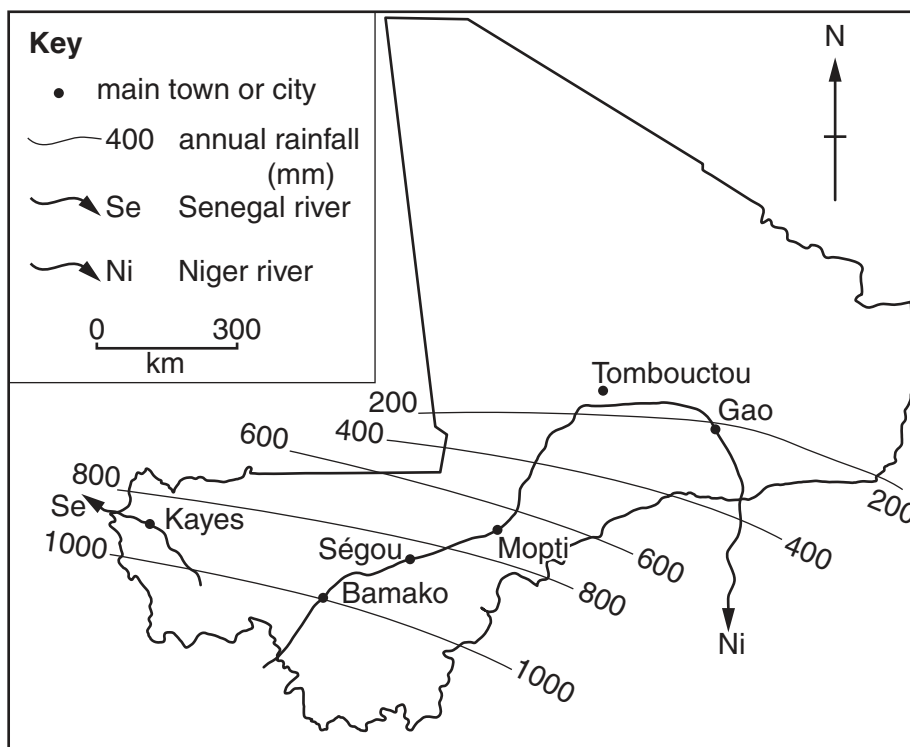 Key
main town or city
400 annual rainfall
(mm)
Se Senegal river
Ni Niger river
0 300
km
N
Tombouctou
200
Gao
600
400
800
200
Se
Kayes
1000
Ségou
Mopti
400
600
Bamako
800
Ni
1000